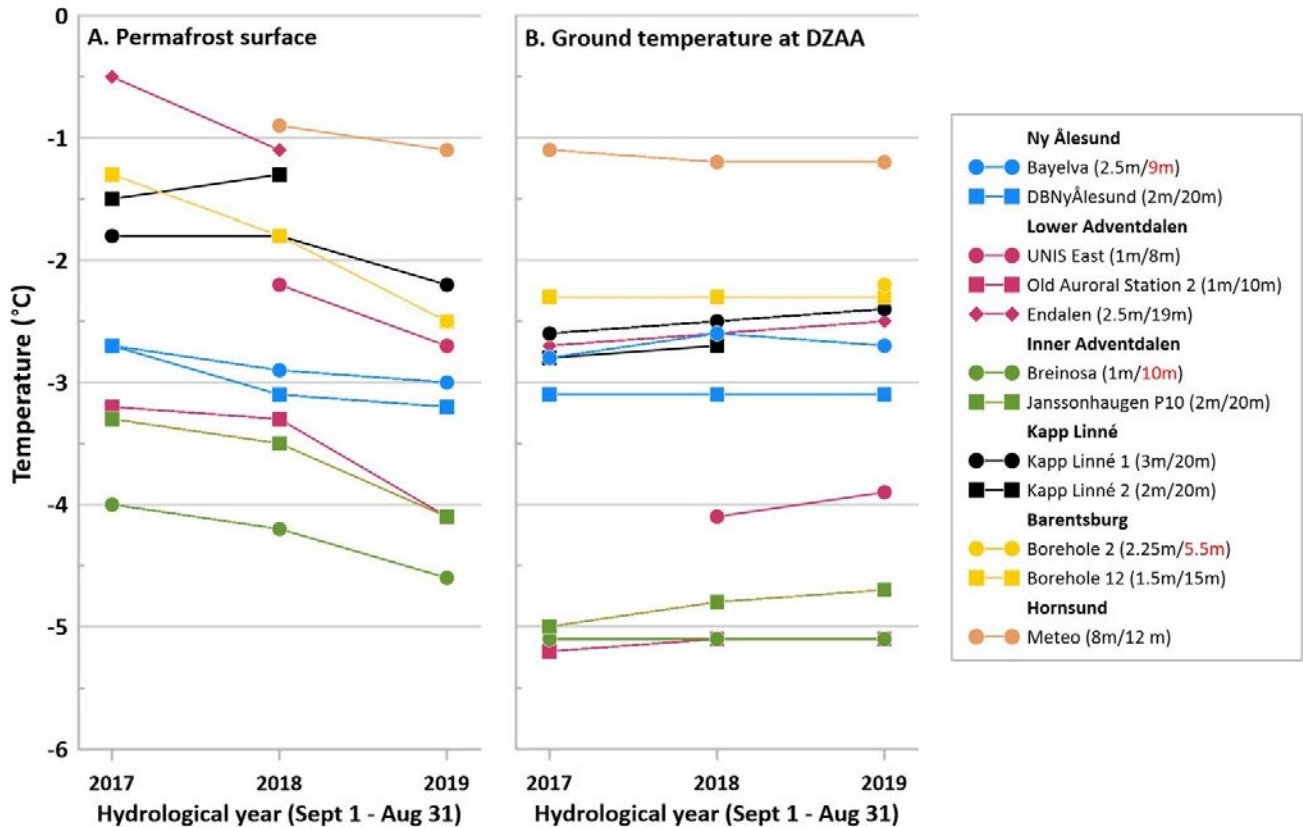 A. Permafrost surface
B. Ground temperature at DZAA
Temperature (°C)
0
-1
-2
-3
-4
-5
-6
2017
2018
2019
Hydrological year (Sept 1 - Aug 31)
2017
2018
2019
Hydrological year (Sept 1 - Aug 31)
Ny Ålesund
Bayelva (2.5m/9m)
DBNyÅlesund (2m/20m)
Lower Adventdalen
UNIS East (1m/8m)
Old Auroral Station 2 (1m/10m)
Endalen (2.5m/19m)
Inner Adventdalen
Breinosa (1m/10m)
Janssonhaugen P10 (2m/20m)
Kapp Linné
Kapp Linné 1 (3m/20m)
Kapp Linné 2 (2m/20m)
Barentsburg
Borehole 2 (2.25m/5.5m)
Borehole 12 (1.5m/15m)
Hornsund
Meteo (8m/12 m)